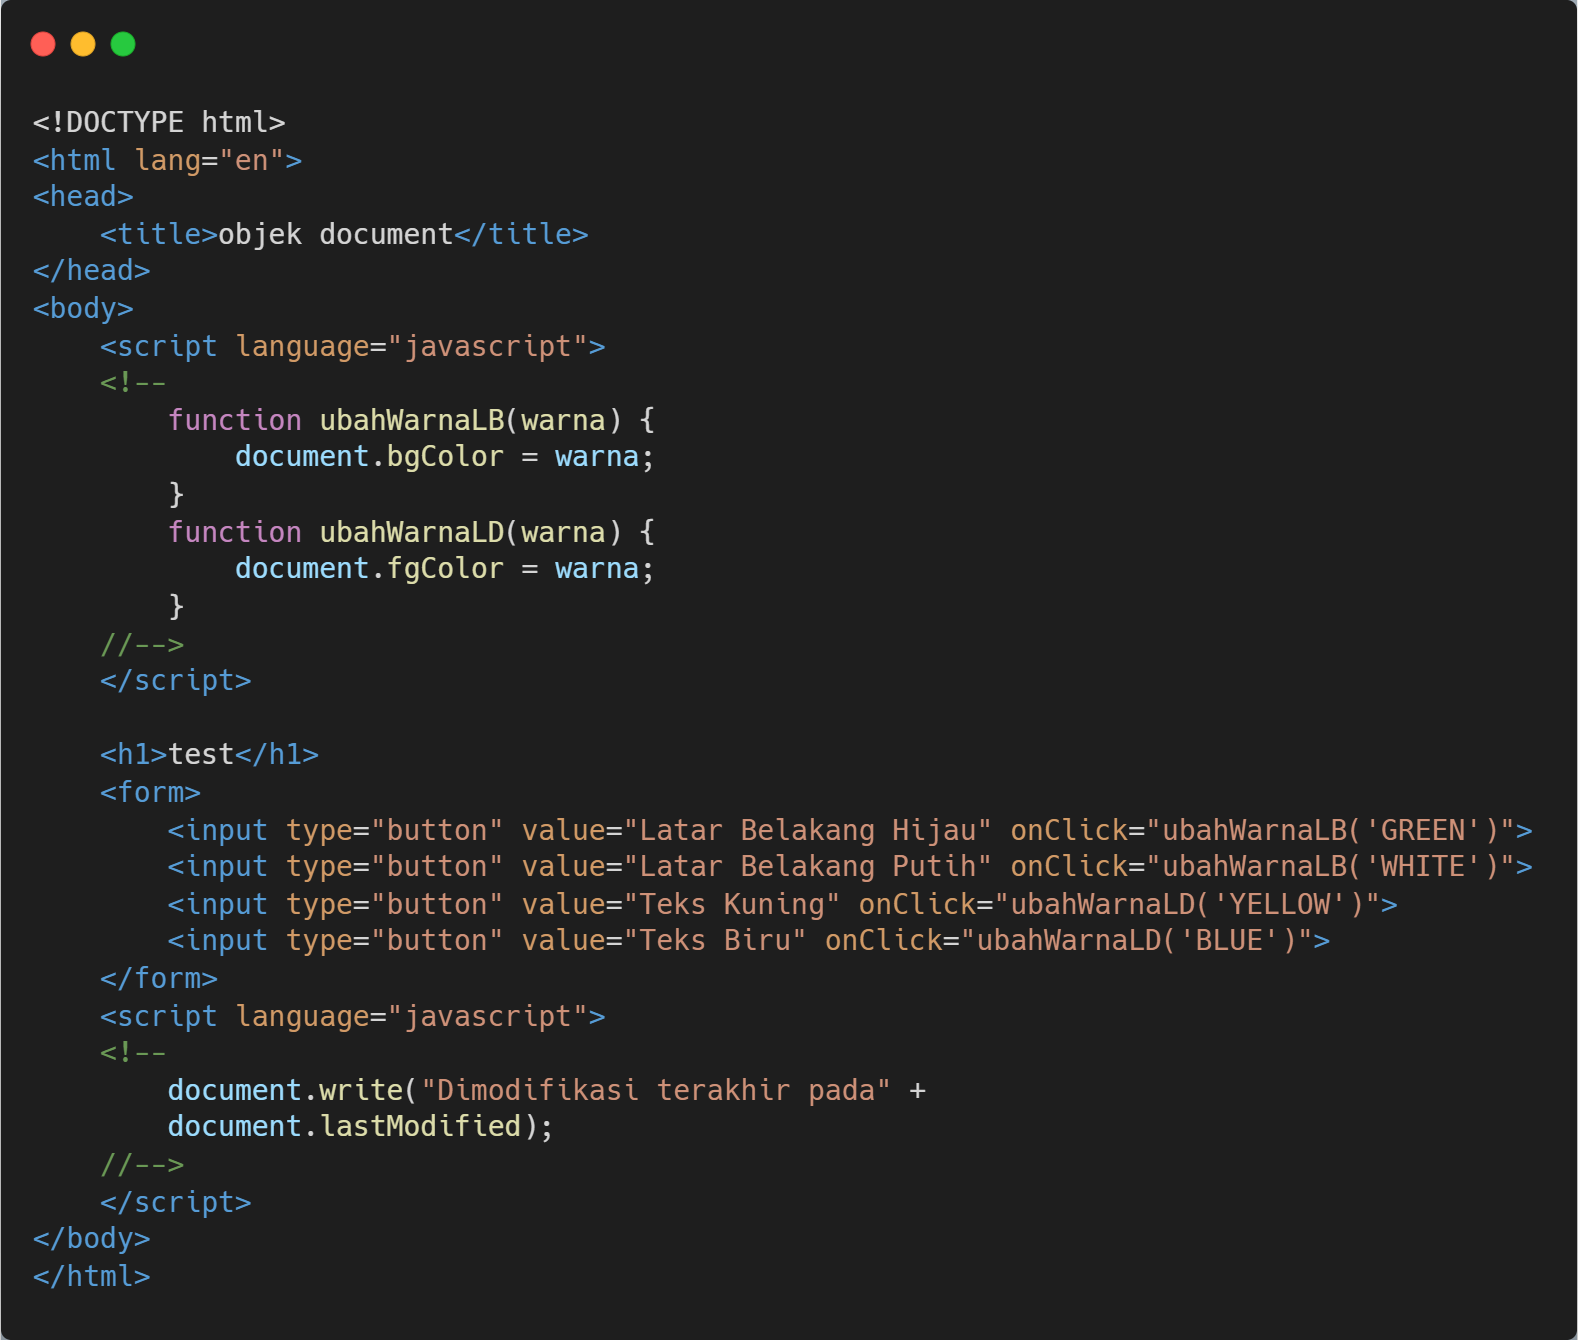 <!DOCTYPE html>
<html lang="en">
<head>
    <title>objek document</title>
</head>
<body>
    <script language="javascript">
    <!--
        function ubahWarnaLB(warna) {
            document.bgColor = warna;
        }
        function ubahWarnaLD(warna) {
            document.fgColor = warna;
        }
    //-->
    </script>

    <h1>test</h1>
    <form>
        <input type="button" value="Latar Belakang Hijau" onClick="ubahWarnaLB('GREEN')">
        <input type="button" value="Latar Belakang Putih" onClick="ubahWarnaLB('WHITE')">
        <input type="button" value="Teks Kuning" onClick="ubahWarnaLD('YELLOW')">
        <input type="button" value="Teks Biru" onClick="ubahWarnaLD('BLUE')">
    </form>
    <script language="javascript">
    <!--
        document.write("Dimodifikasi terakhir pada" +
        document.lastModified);
    //-->
    </script>
</body>
</html>